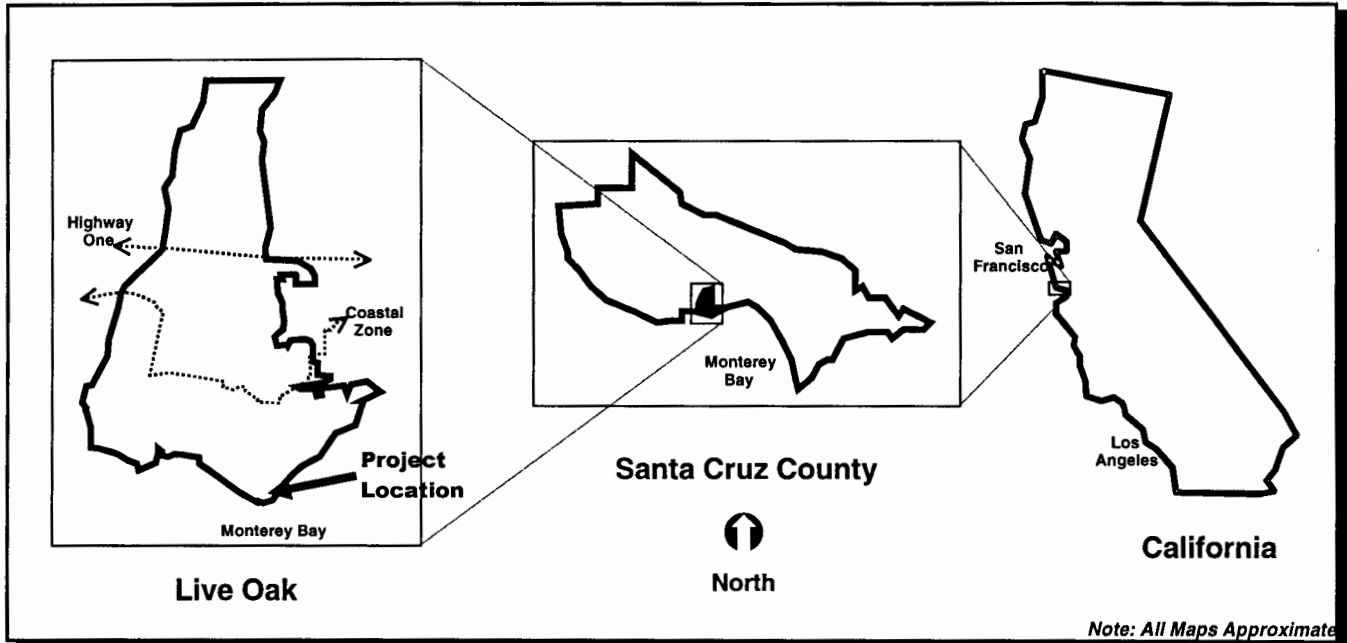 Highway
One
Coastal
Zone
Project
Location
Monterey Bay
Live Oak
Monterey
Bay
Santa Cruz County
North
San
Francisco
Los
Angeles
California
Note: All Maps Approximate